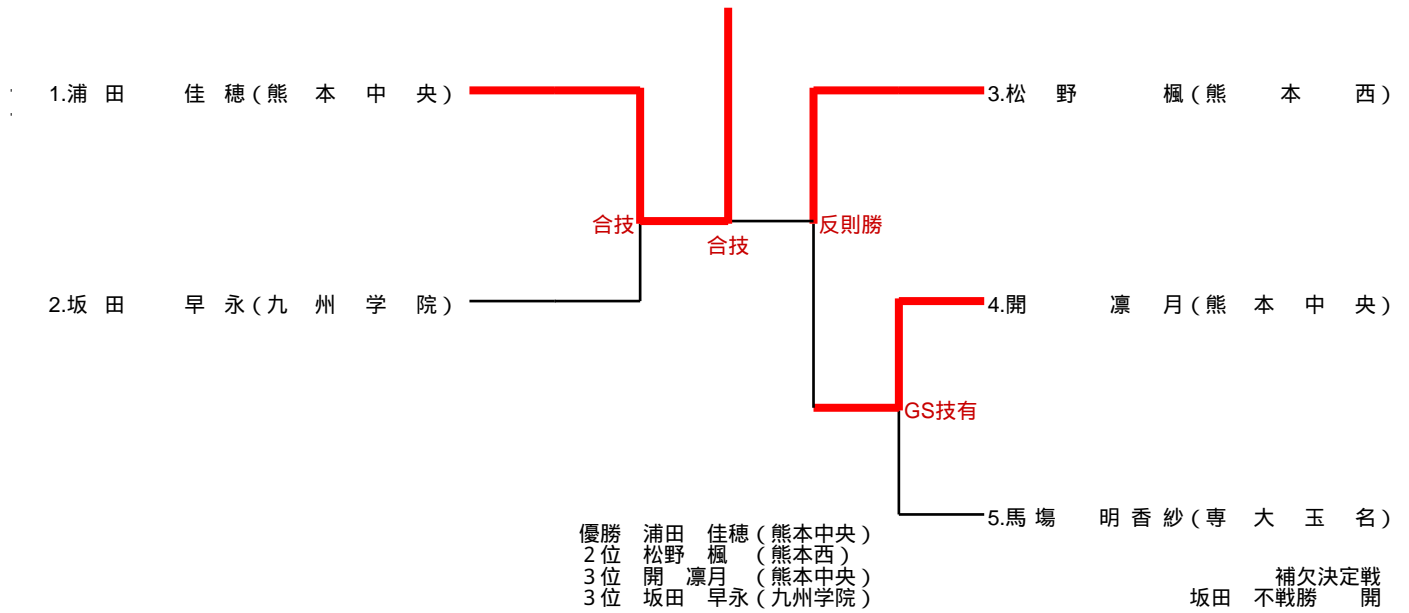 1.浦田 佳穂(熊本中央)
3.松野 楓(熊本西)
合技
反則勝
合技
2.坂田 早永(九州学院)
4.開 凛月(熊本中央)
GS技有
5.馬場 明香紗(専大玉名)
優勝 浦田 佳穂(熊本中央)
2位 松野 楓 (熊本西)
3位 開 凛月 (熊本中央)
補欠決定戦
3位 坂田 早永(九州学院)
坂田 不戦勝 開